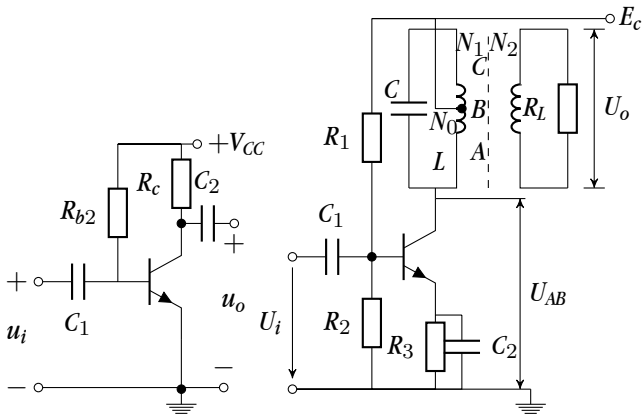 +V_CC
R_c
C_2
R_b2
+
+
C_1
u_i
u_o
−
−
E_c
N_1
N_2
C
C
B
R_L
U_o
N_0
R_1
L
A
C_1
U_AB
U_i
R_2
R_3
C_2